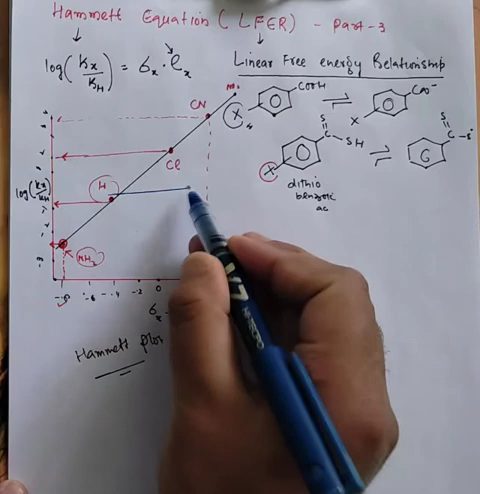 Hammett Equation (LFER) - Part-3
log(kx/kH) = σx · ρx
Linear Free energy Relationship
CN
COOH
COO⁻
X
X
Cl
S
S
C
SH
C
S⁻
G
H
X
log(kx/kH)
dithio
benzoic
NH2
-6 -4 -2 0
σx
Hammett plot